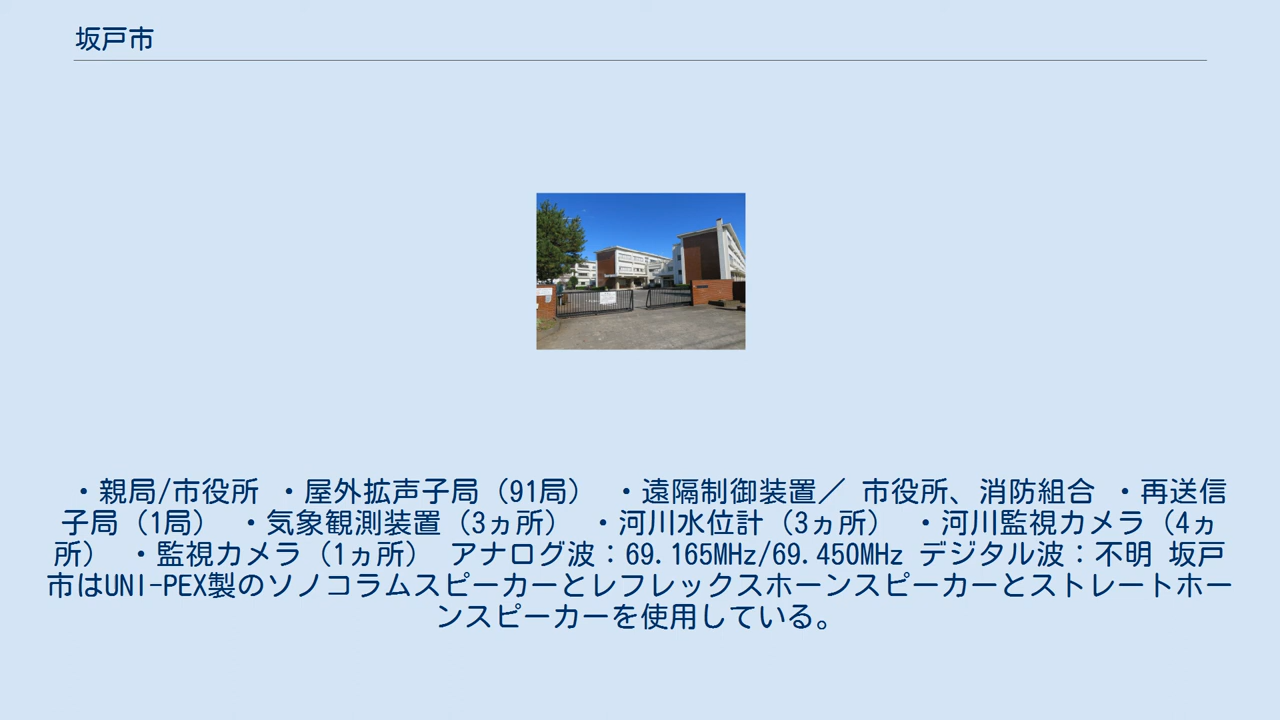 坂戸市
・親局/市役所 ・屋外拡声子局（91局） ・遠隔制御装置／ 市役所、消防組合 ・再送信
子局（1局） ・気象観測装置（3ヵ所） ・河川水位計（3ヵ所） ・河川監視カメラ（4ヵ
所） ・監視カメラ（1ヵ所） アナログ波：69.165MHz/69.450MHz デジタル波：不明 坂戸
市はUNI-PEX製のソノコラムスピーカーとレフレックスホーンスピーカーとストレートホー
ンスピーカーを使用している。